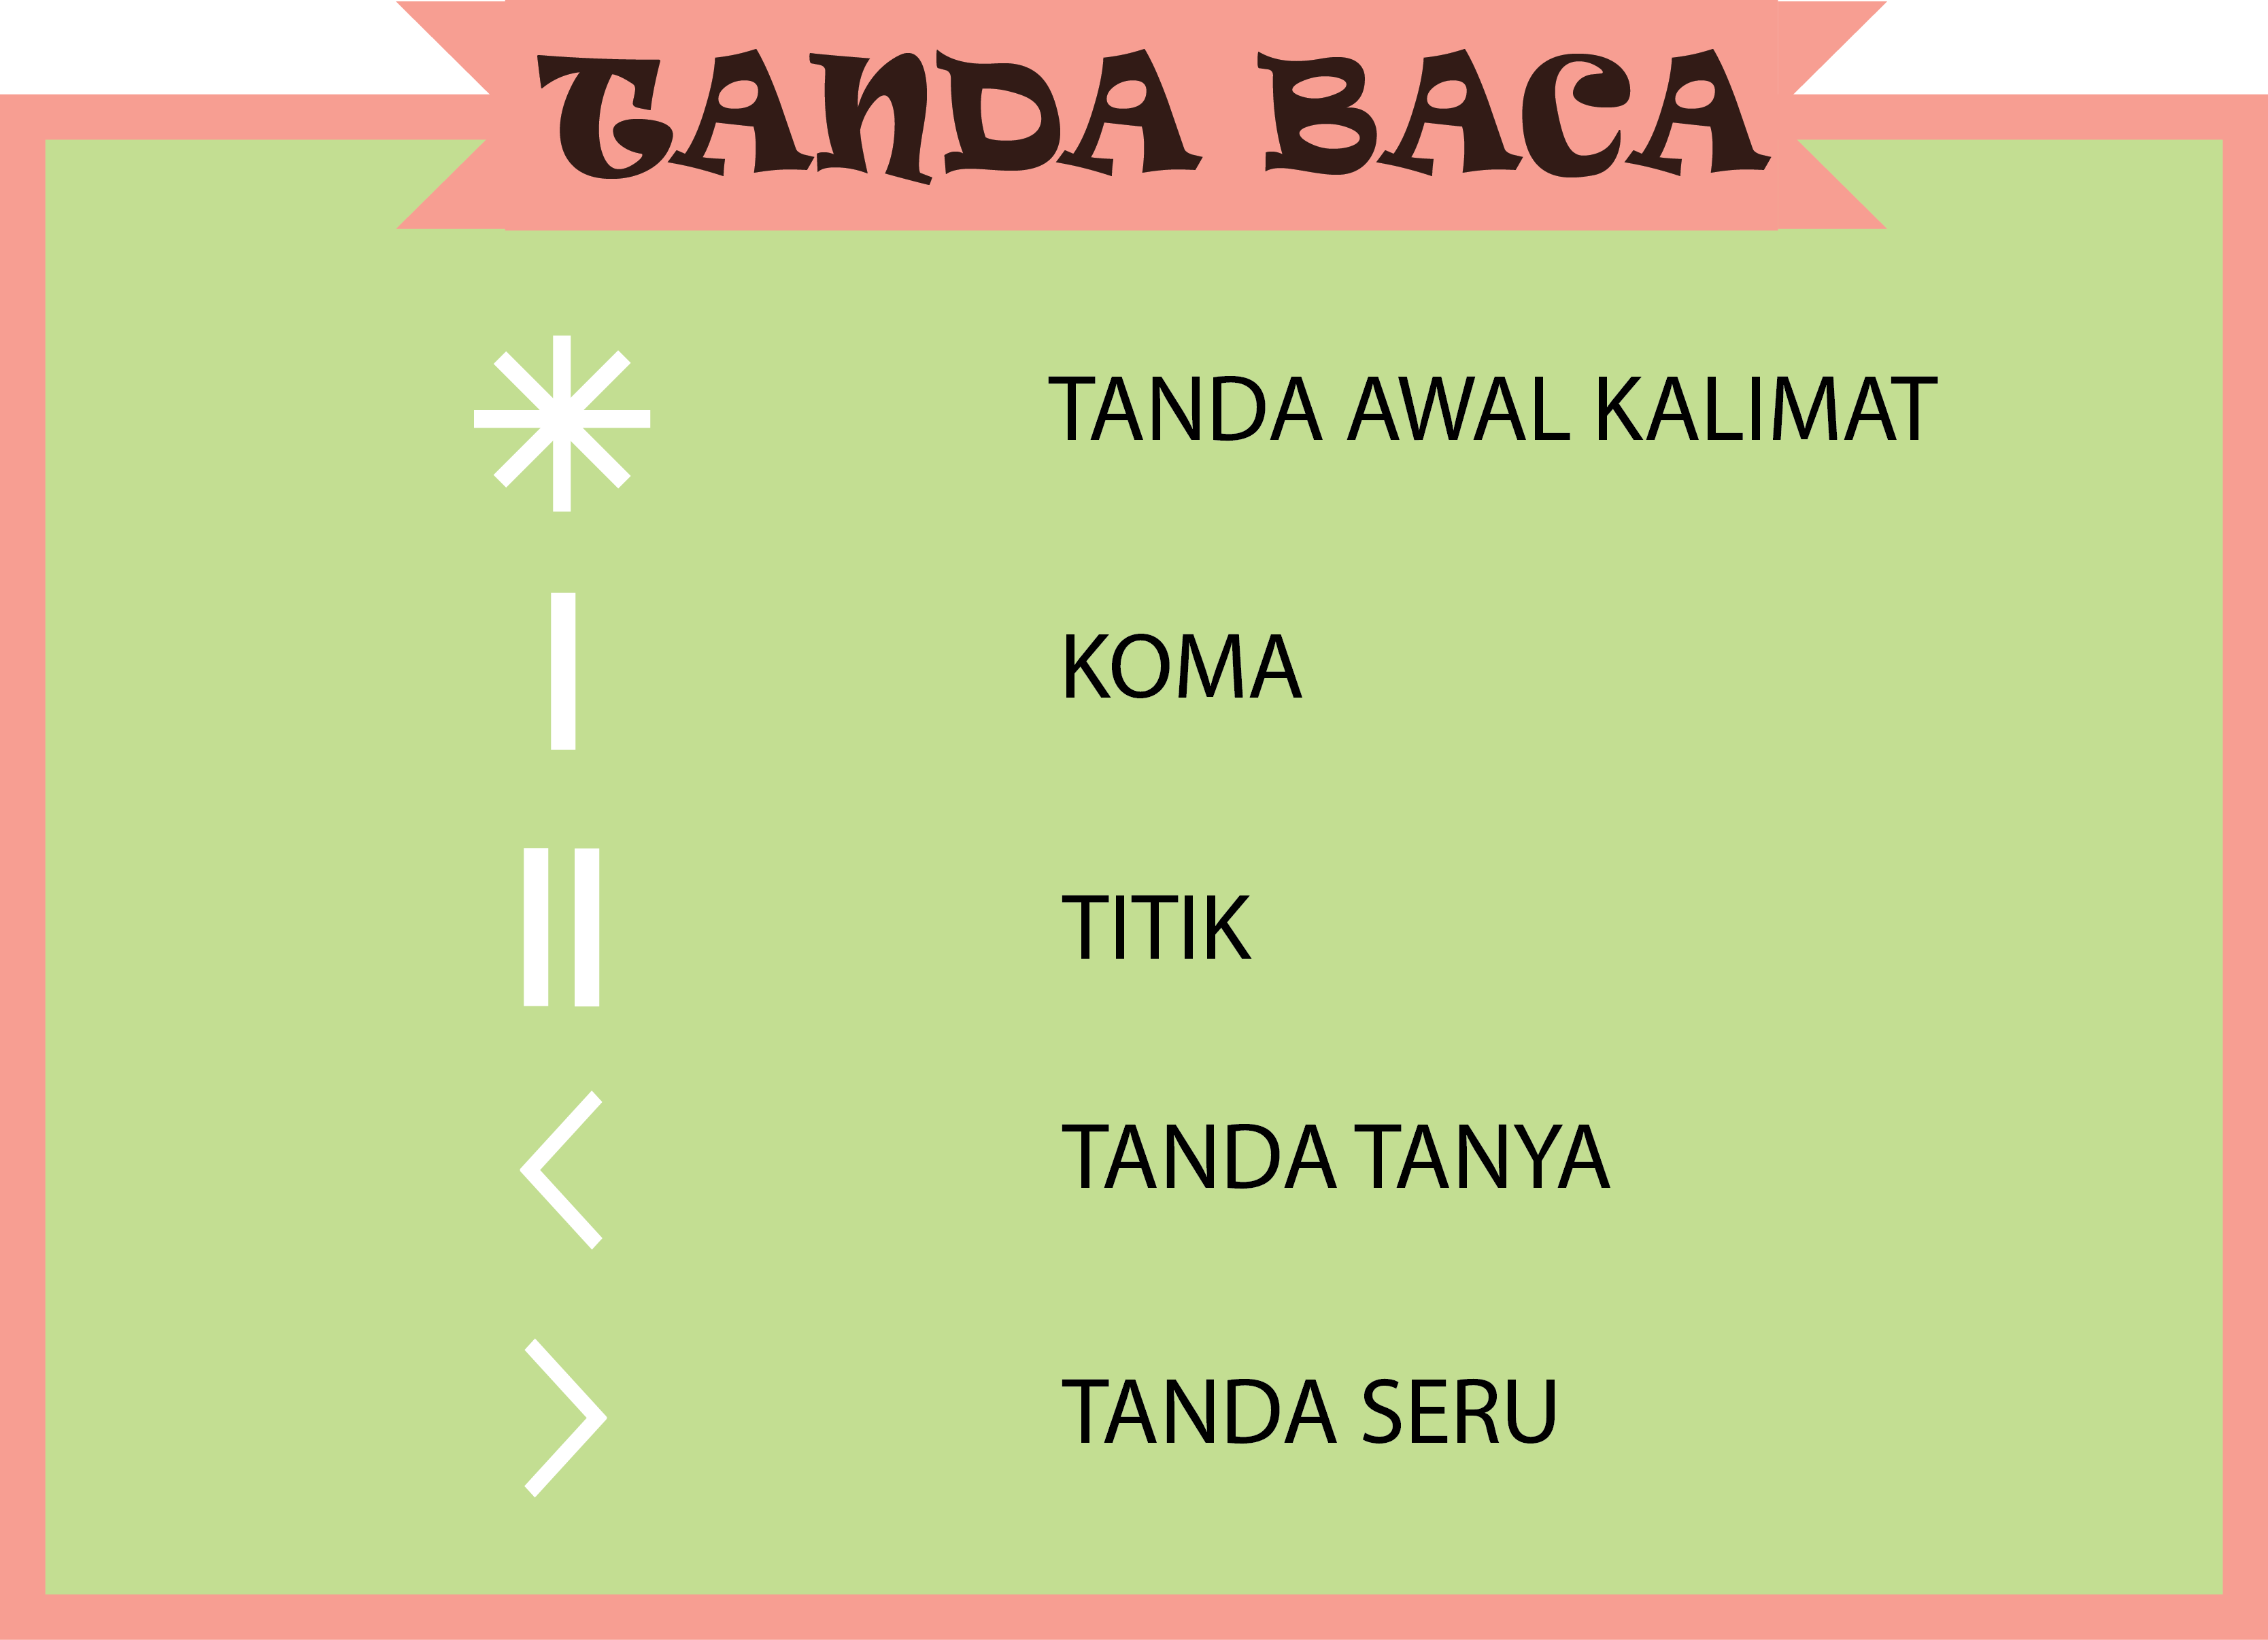 TANDA BACA
* TANDA AWAL KALIMAT
| KOMA
|| TITIK
< TANDA TANYA
> TANDA SERU